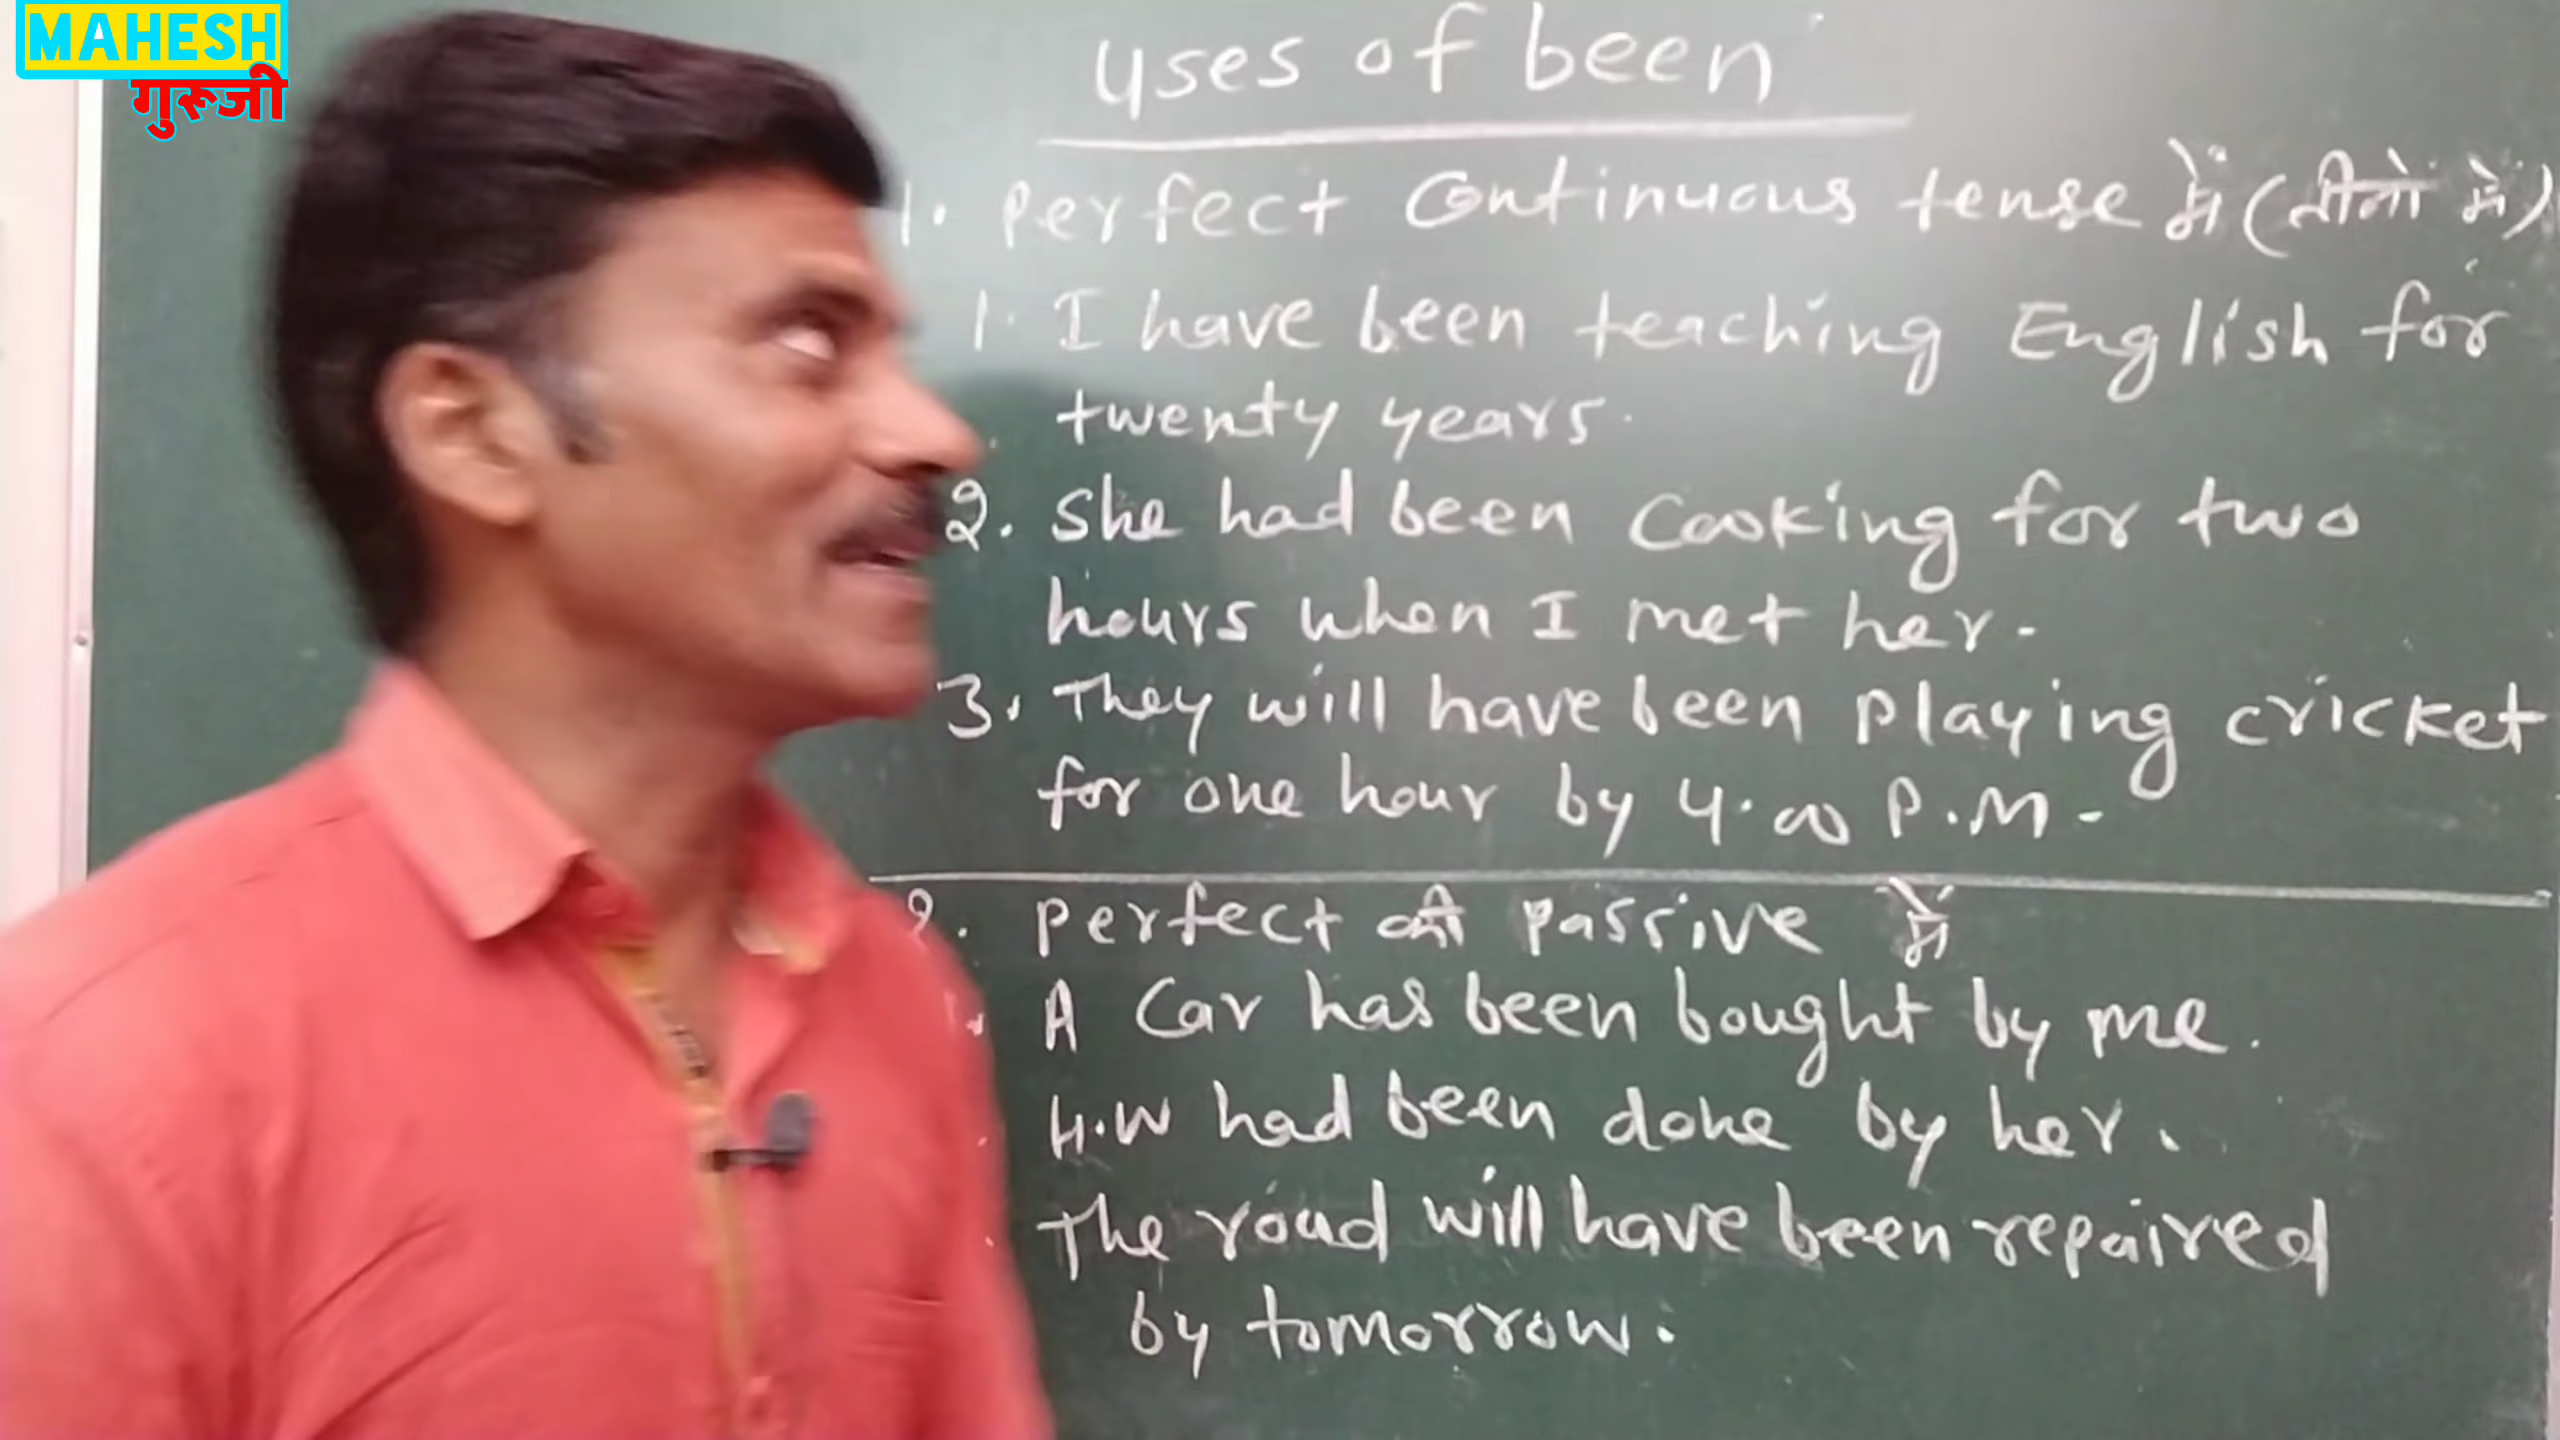 MAHESH
गुरूजी
uses of been
1. Perfect Continuous tense में (तीनों में)
1. I have been teaching English for
twenty years.
2. She had been Cooking for two
hours when I met her.
3. They will have been playing cricket
for one hour by 4.00 P.M.
2. Perfect की passive में
1. A Car has been bought by me.
H.W had been done by her.
The road will have been repaired
by tomorrow.